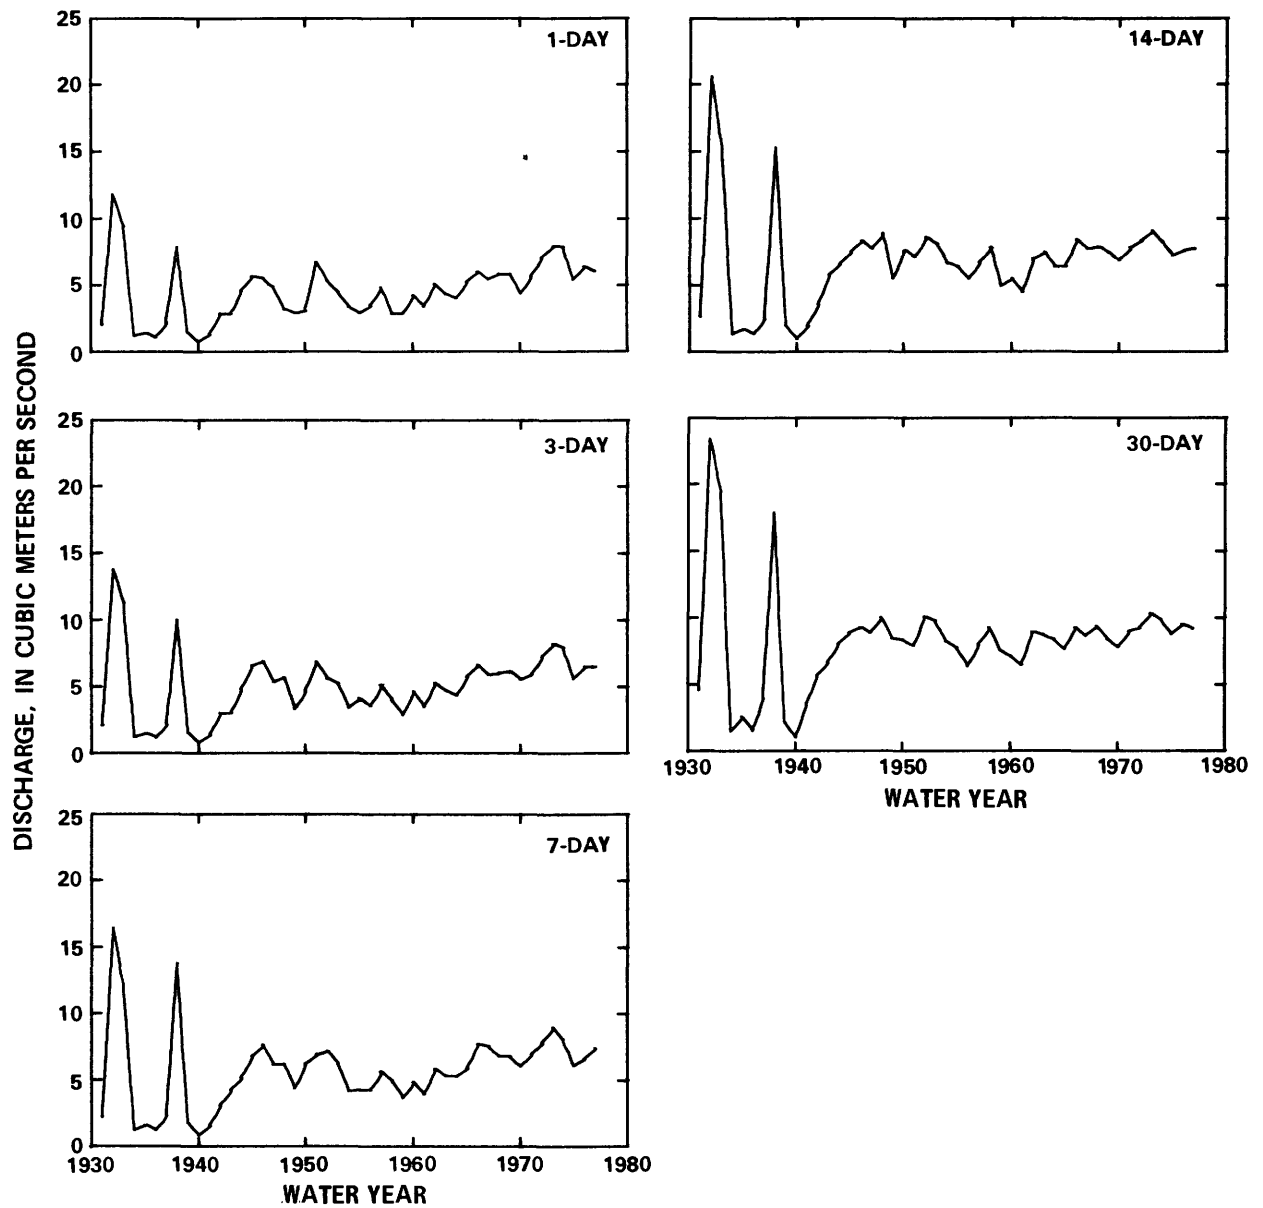 DISCHARGE, IN CUBIC METERS PER SECOND
25
1-DAY
20
15
10
5
0
14-DAY
25
3-DAY
20
15
10
5
0
30-DAY
1930 1940 1950 1960 1970 1980
WATER YEAR
25
7-DAY
20
15
10
5
0
1930 1940 1950 1960 1970 1980
WATER YEAR